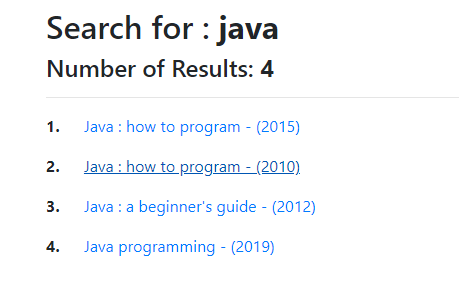 Search for : java
Number of Results: 4
1. Java : how to program - (2015)
2. Java : how to program - (2010)
3. Java : a beginner's guide - (2012)
4. Java programming - (2019)